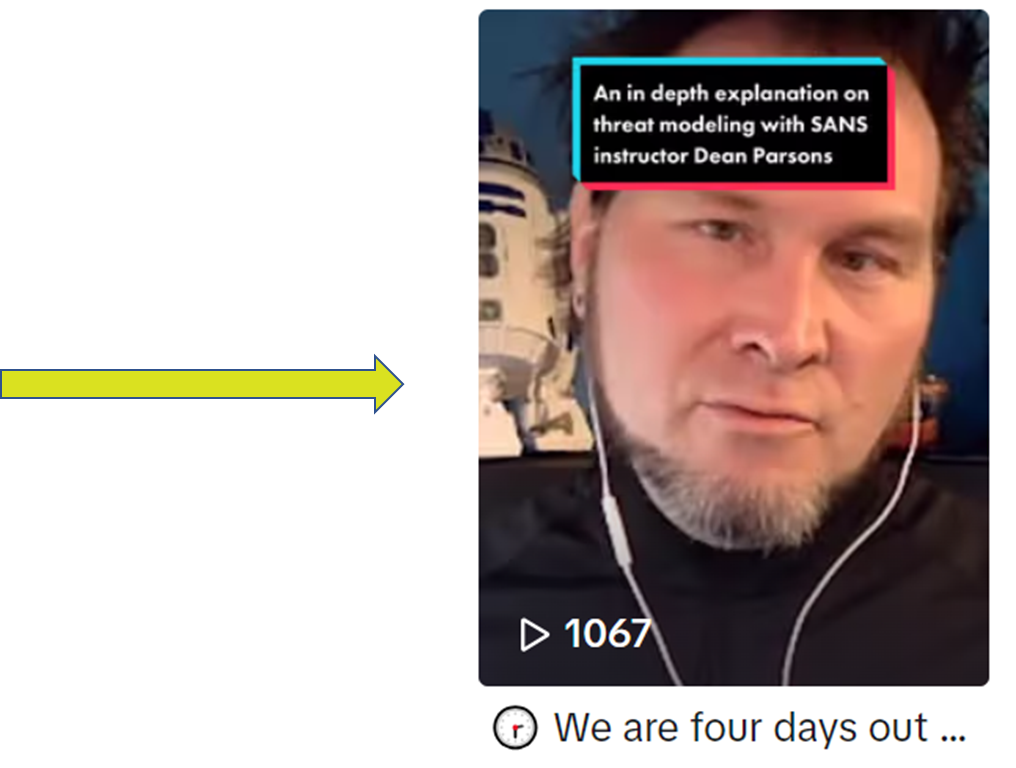 An in depth explanation on
threat modeling with SANS
instructor Dean Parsons
1067
We are four days out ...